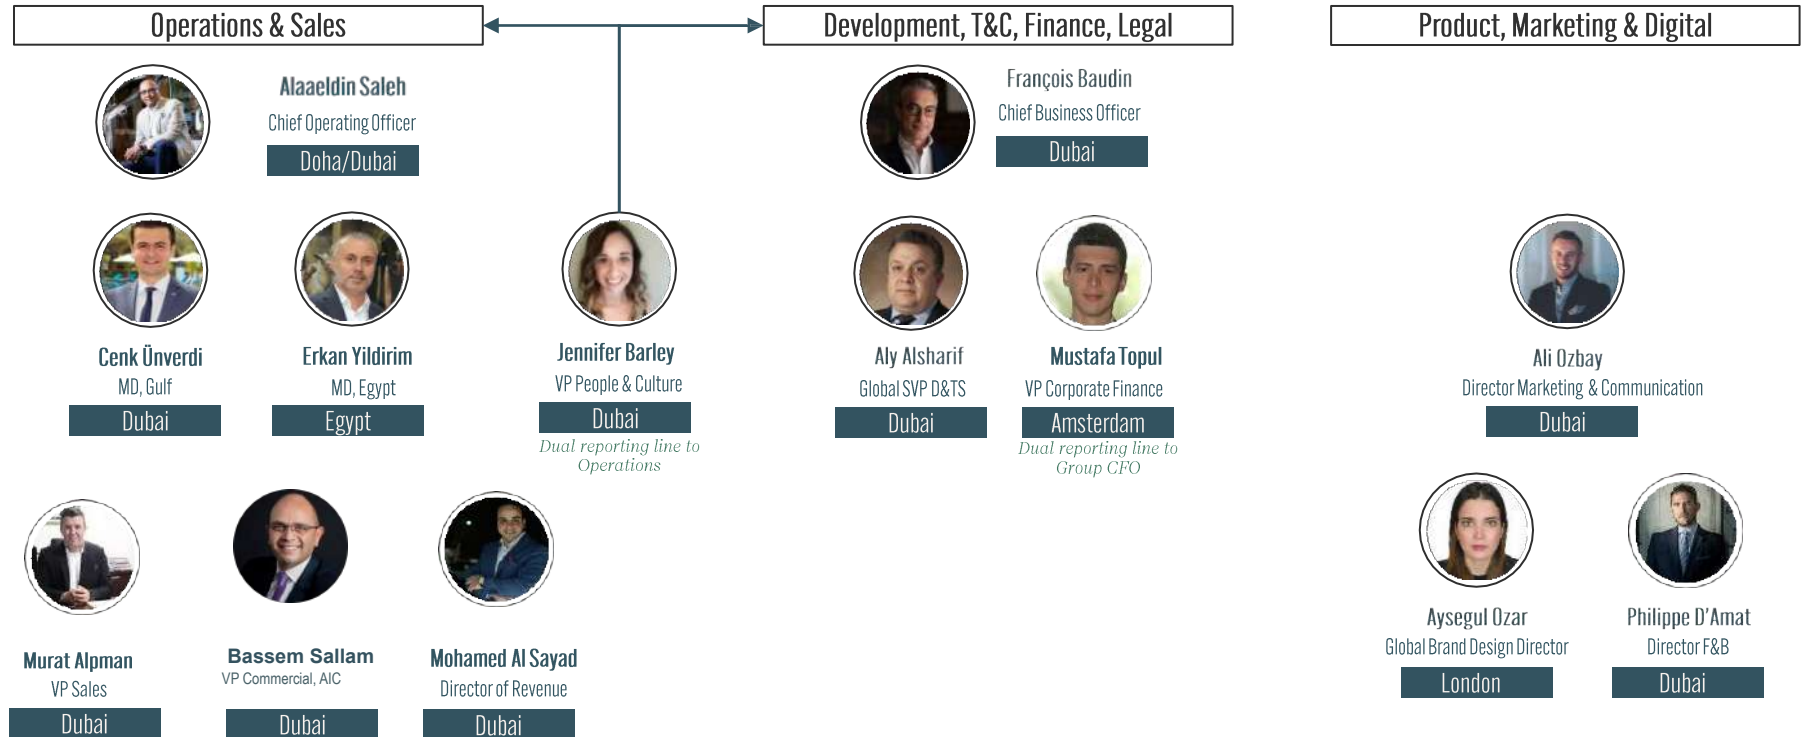 Operations & Sales
Alaaeldin Saleh
Chief Operating Officer
Doha/Dubai
Cenk Ünverdi
MD, Gulf
Dubai
Erkan Yildirim
MD, Egypt
Egypt
Jennifer Barley
VP People & Culture
Dubai
Dual reporting line to
Operations
Murat Alpman
VP Sales
Dubai
Bassem Sallam
VP Commercial, AIC
Dubai
Mohamed Al Sayad
Director of Revenue
Dubai
Development, T&C, Finance, Legal
François Baudin
Chief Business Officer
Dubai
Aly Alsharif
Global SVP D&TS
Dubai
Mustafa Topul
VP Corporate Finance
Amsterdam
Dual reporting line to
Group CFO
Product, Marketing & Digital
Ali Ozbay
Director Marketing & Communication
Dubai
Aysegul Ozar
Global Brand Design Director
London
Philippe D'Amat
Director F&B
Dubai